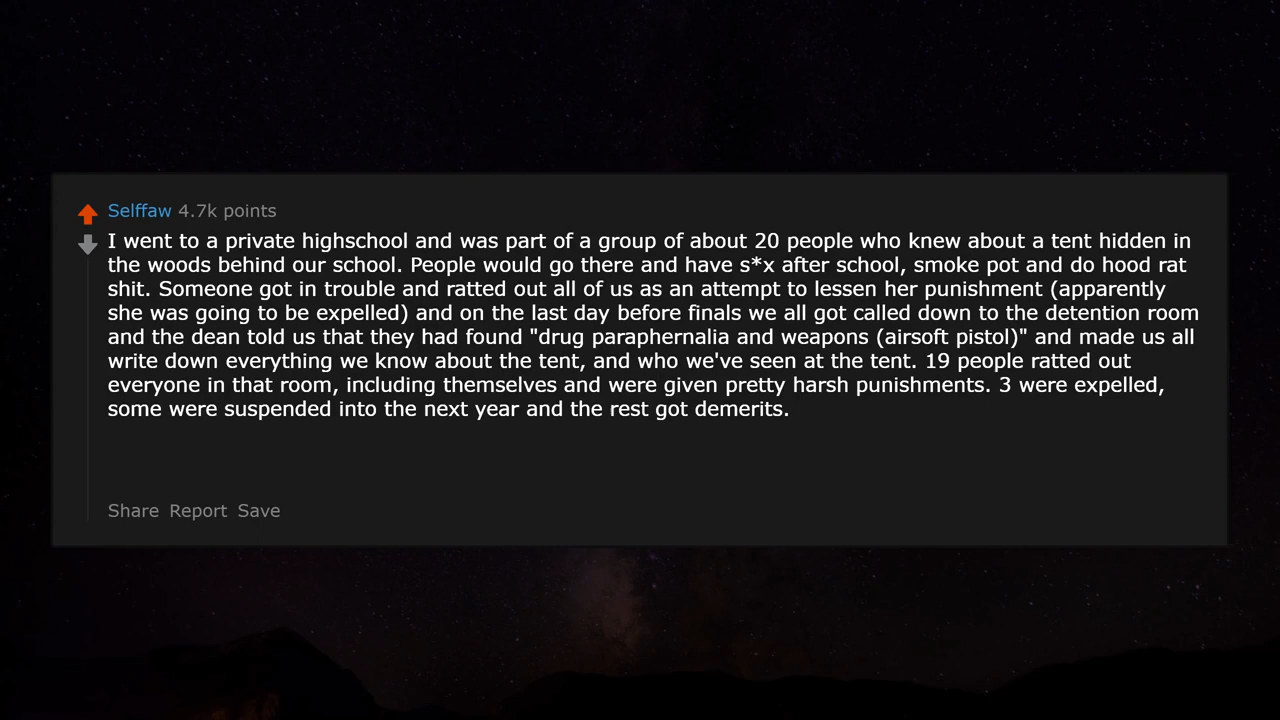 Selffaw 4.7k points
I went to a private highschool and was part of a group of about 20 people who knew about a tent hidden in
the woods behind our school. People would go there and have s*x after school, smoke pot and do hood rat
shit. Someone got in trouble and ratted out all of us as an attempt to lessen her punishment (apparently
she was going to be expelled) and on the last day before finals we all got called down to the detention room
and the dean told us that they had found "drug paraphernalia and weapons (airsoft pistol)" and made us all
write down everything we know about the tent, and who we've seen at the tent. 19 people ratted out
everyone in that room, including themselves and were given pretty harsh punishments. 3 were expelled,
some were suspended into the next year and the rest got demerits.
Share Report Save